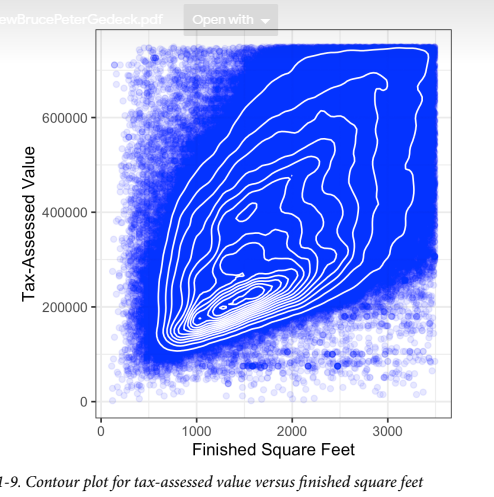 ewBrucePeterGedeck.pdf Open with
Tax-Assessed Value
600000
400000
200000
0
0 1000 2000 3000
Finished Square Feet
1-9. Contour plot for tax-assessed value versus finished square feet